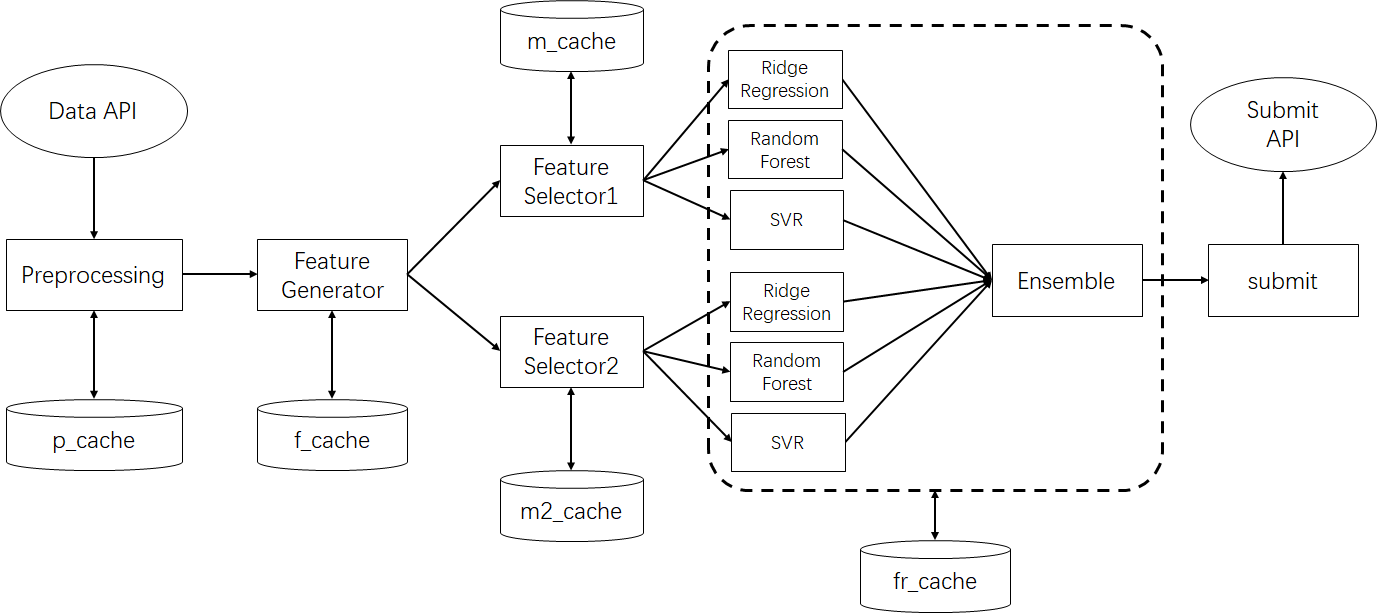 Data API
Preprocessing
p_cache
Feature
Generator
f_cache
m_cache
Feature
Selector1
Feature
Selector2
m2_cache
Ridge
Regression
Random
Forest
SVR
Ridge
Regression
Random
Forest
SVR
Ensemble
fr_cache
submit
Submit
API